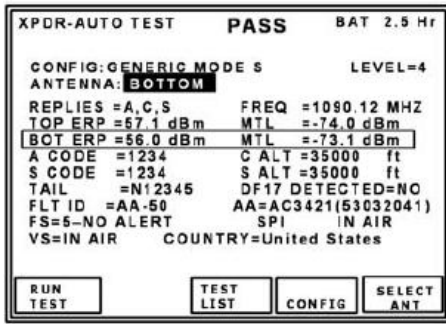 XPDR-AUTO TEST PASS BAT 2.5 Hr
CONFIG:GENERIC MODE S LEVEL=4
ANTENNA: BOTTOM
REPLIES =A,C,S FREQ =1090.12 MHZ
TOP ERP =57.1 dBm MTL =-74.0 dBm
BOT ERP =56.0 dBm MTL =-73.1 dBm
A CODE =1234 C ALT =35000 ft
S CODE =1234 S ALT =35000 ft
TAIL =N12345 DF17 DETECTED=NO
FLT ID =AA-50 AA=AC3421(53032041)
FS=5-NO ALERT SPI IN AIR
VS=IN AIR COUNTRY=United States
RUN TEST
TEST LIST
CONFIG
SELECT ANT